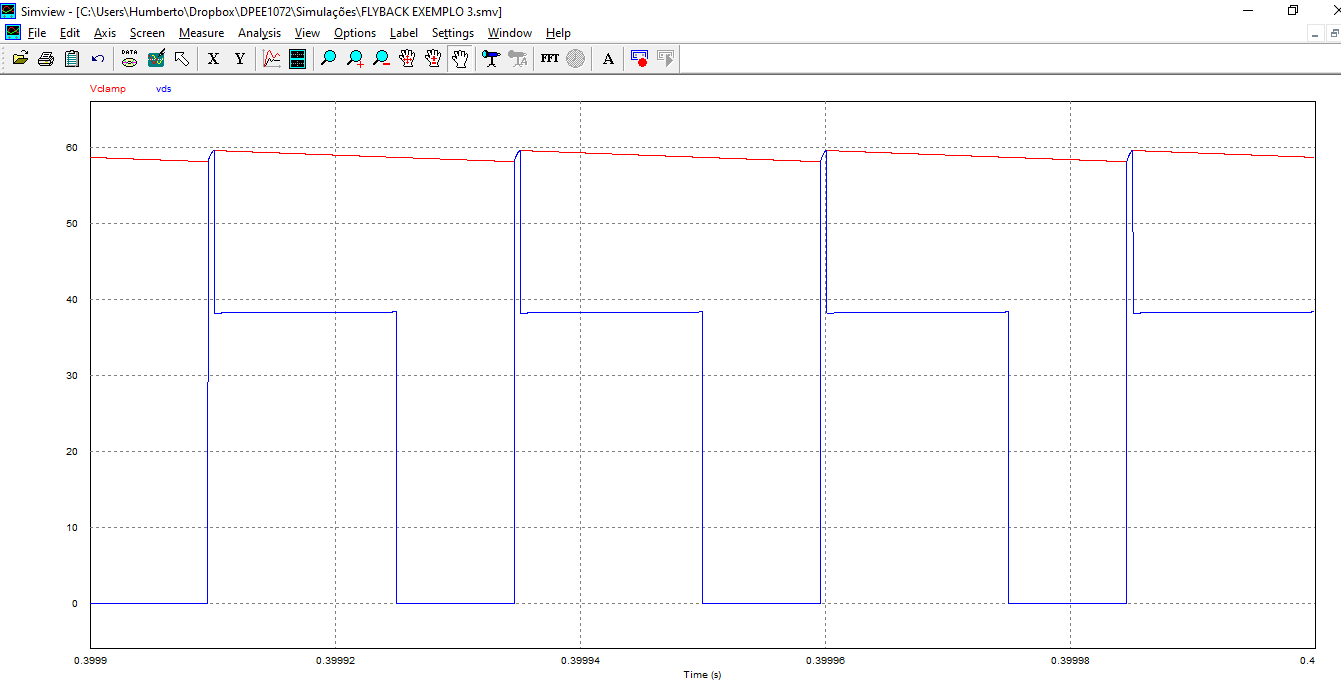 Simview - [C:\Users\Humberto\Dropbox\DPEE1072\Simulações\FLYBACK EXEMPLO 3.smv]
File Edit Axis Screen Measure Analysis View Options Label Settings Window Help
DATA X Y FFT A
Vclamp vds
60
50
40
30
20
10
0
0.3999 0.39992 0.39994 0.39996 0.39998 0.4
Time (s)